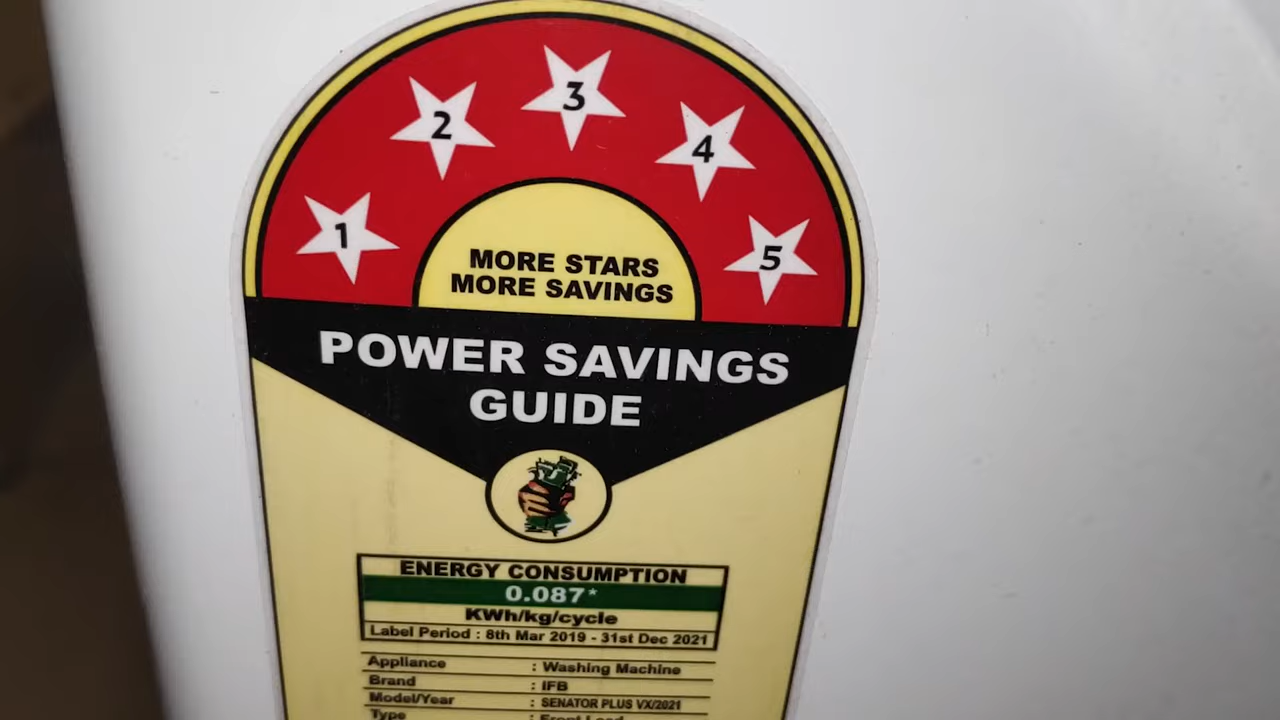 1 2 3 4 5
MORE STARS
MORE SAVINGS
POWER SAVINGS
GUIDE
ENERGY CONSUMPTION
0.087*
KWh/kg/cycle
Label Period : 8th Mar 2019 - 31st Dec 2021
Appliance : Washing Machine
Brand : IFB
Model/Year : SENATOR PLUS VX/2021
Type : Front Load